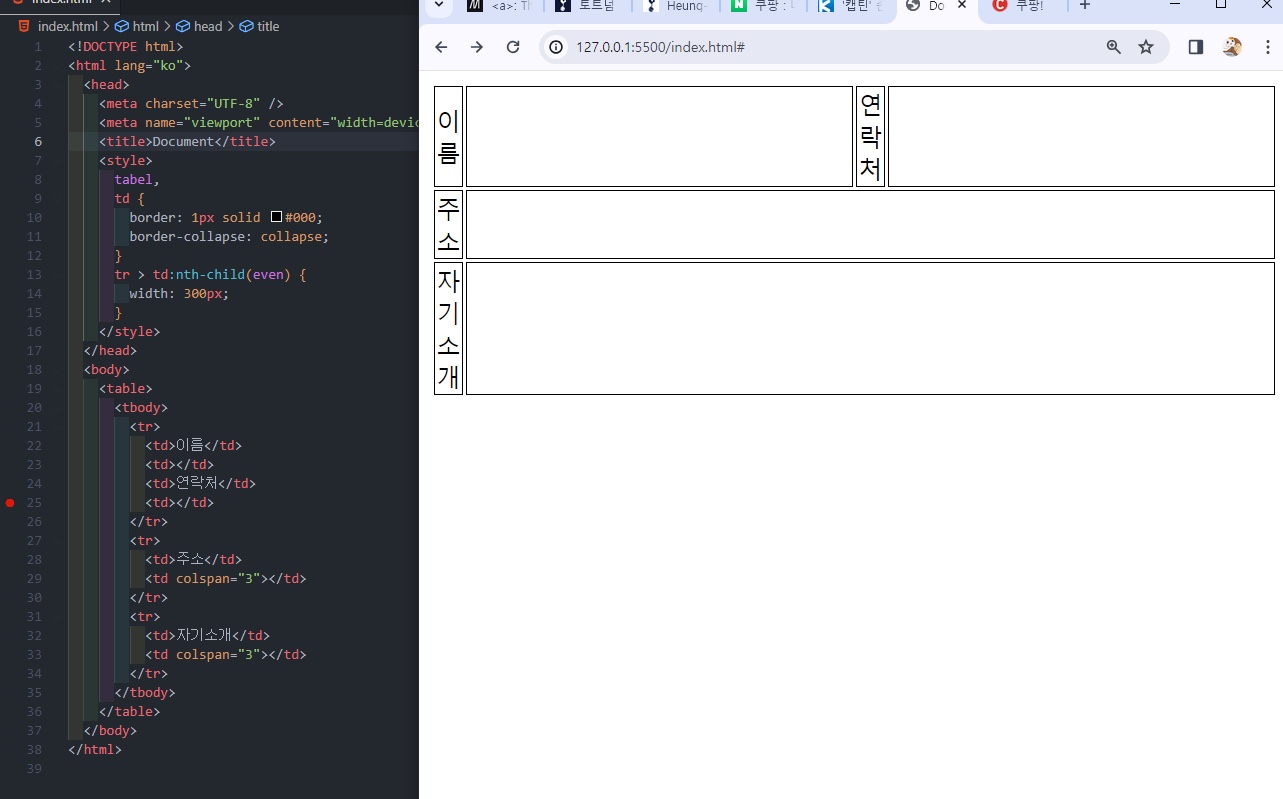 index.html
index.html > html > head > title
1 <!DOCTYPE html>
2 <html lang="ko">
3 <head>
4 <meta charset="UTF-8" />
5 <meta name="viewport" content="width=devic
6 <title>Document</title>
7 <style>
8 tabel,
9 td {
10 border: 1px solid #000;
11 border-collapse: collapse;
12 }
13 tr > td:nth-child(even) {
14 width: 300px;
15 }
16 </style>
17 </head>
18 <body>
19 <table>
20 <tbody>
21 <tr>
22 <td>이름</td>
23 <td></td>
24 <td>연락처</td>
25 <td></td>
26 </tr>
27 <tr>
28 <td>주소</td>
29 <td colspan="3"></td>
30 </tr>
31 <tr>
32 <td>자기소개</td>
33 <td colspan="3"></td>
34 </tr>
35 </tbody>
36 </table>
37 </body>
38 </html>
39
<a>: Th 토트넘 Heung- 쿠팡 : '캡틴' Do 쿠팡!
127.0.0.1:5500/index.html#
이
름
연
락
처
주
소
자
기
소
개